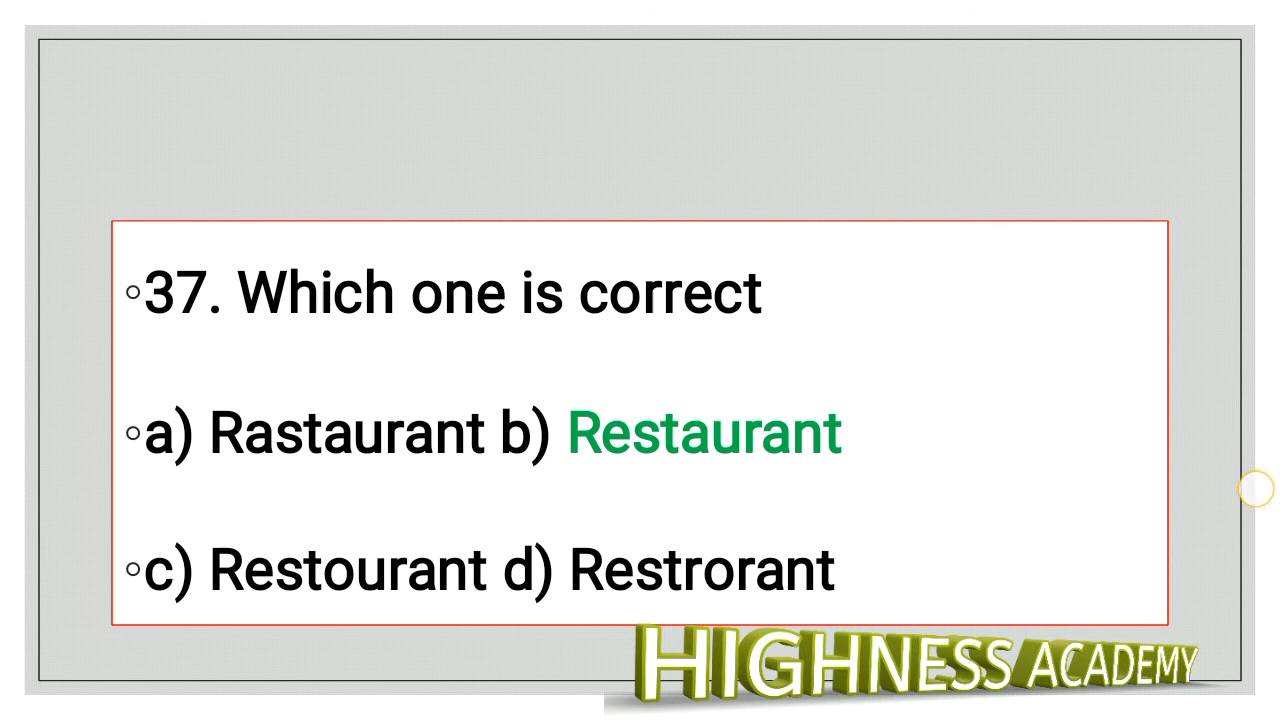 ◦37. Which one is correct
◦a) Rastaurant b) Restaurant
◦c) Restourant d) Restrorant
HIGHNESS ACADEMY